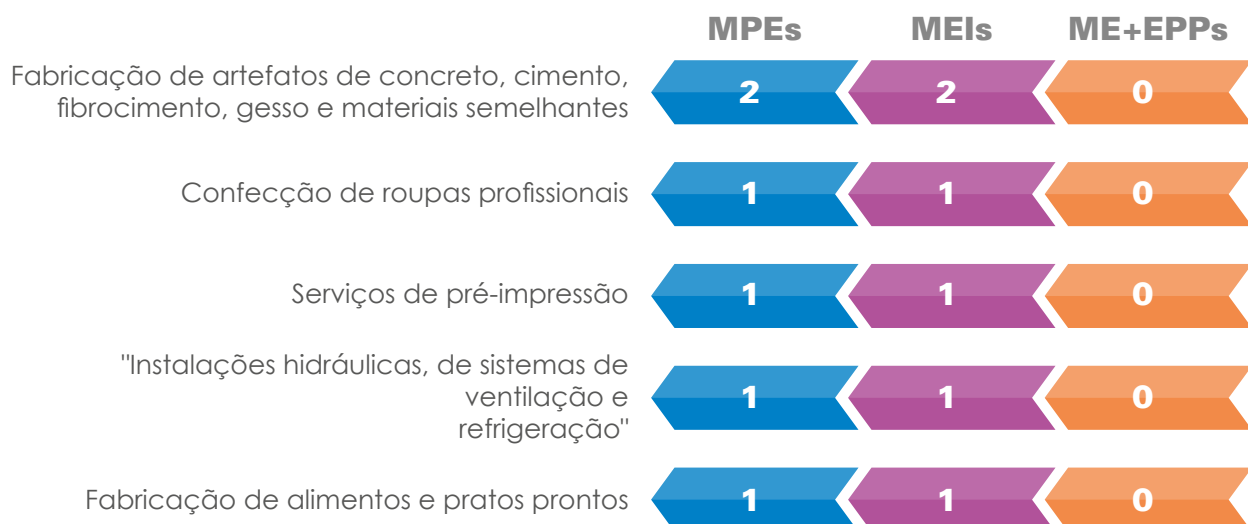 MPEs MEIs ME+EPPs
Fabricação de artefatos de concreto, cimento,
fibrocimento, gesso e materiais semelhantes
2 2 0
Confecção de roupas profissionais 1 1 0
Serviços de pré-impressão 1 1 0
"Instalações hidráulicas, de sistemas de
ventilação e
refrigeração"
1 1 0
Fabricação de alimentos e pratos prontos 1 1 0